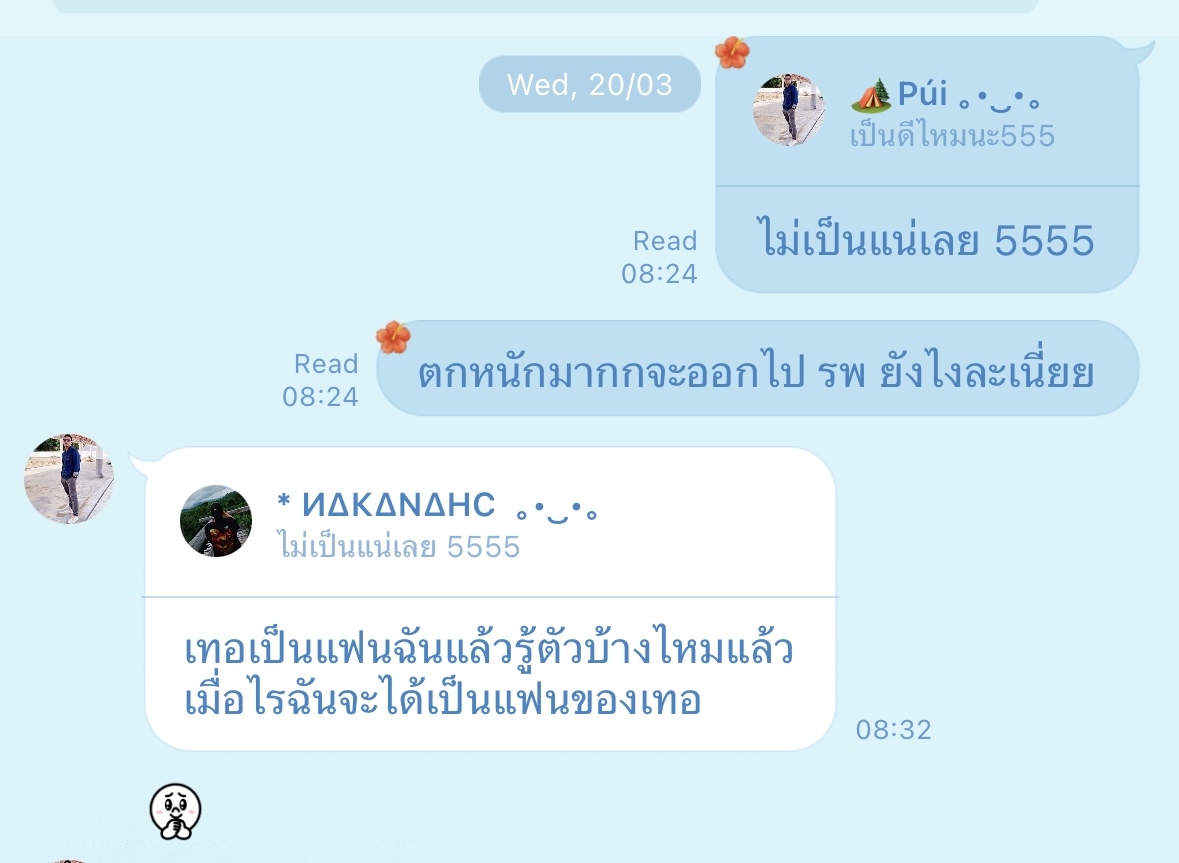 Wed, 20/03
Púi ｡•‿•｡
เป็นดีไหมนะ555
ไม่เป็นแน่เลย 5555
Read
08:24
ตกหนักมากกจะออกไป รพ ยังไงละเนี่ยย
Read
08:24
* ИΔKΔNΔHC ｡•‿•｡
ไม่เป็นแน่เลย 5555
เทอเป็นแฟนฉันแล้วรู้ตัวบ้างไหมแล้ว
เมื่อไรฉันจะได้เป็นแฟนของเทอ
08:32